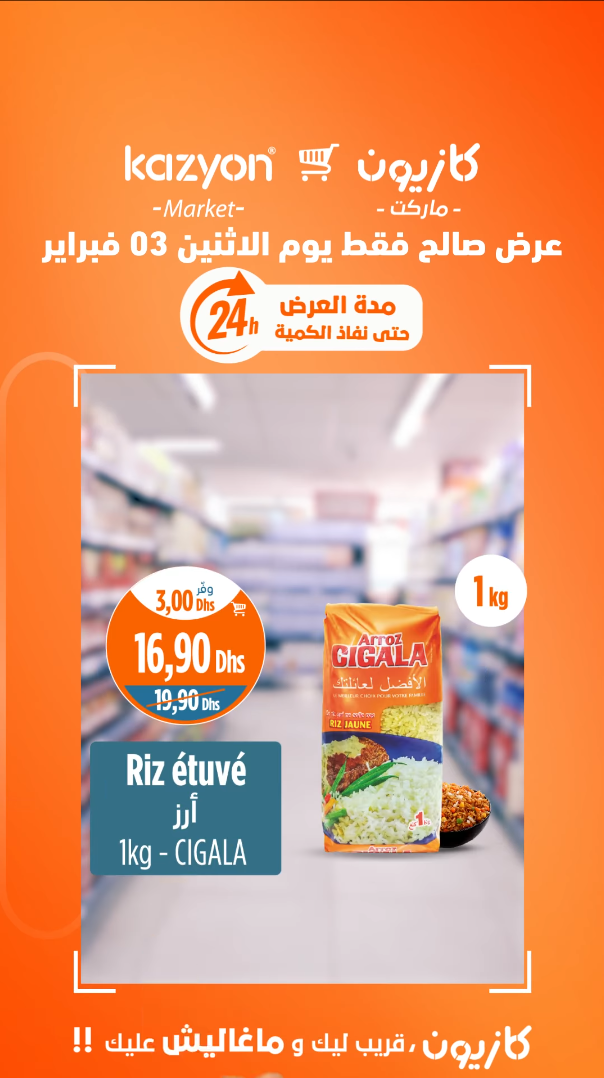 kazyon® كازيون
-Market- - ماركت -
عرض صالح فقط يوم الاثنين 03 فبراير
24h
مدة العرض
حتى نفاذ الكمية
1 kg
وفّر
3,00 Dhs
16,90 Dhs
19,90 Dhs
Arroz
CIGALA
الأفضل لعائلتك
RIZ JAUNE
1KG
Riz étuvé
أرز
1kg - CIGALA
كازيون، قريب ليك و ماغاليش عليك !!